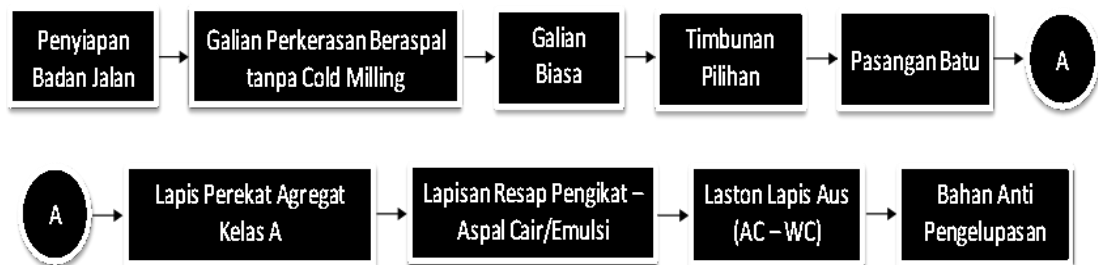 Penyiapan
Badan Jalan
Galian Perkerasan Beraspal
tanpa Cold Milling
Galian
Biasa
Timbunan
Pilihan
Pasangan Batu
A
A
Lapis Perekat Agregat
Kelas A
Lapisan Resap Pengikat –
Aspal Cair/Emulsi
Laston Lapis Aus
(AC – WC)
Bahan Anti
Pengelupasan